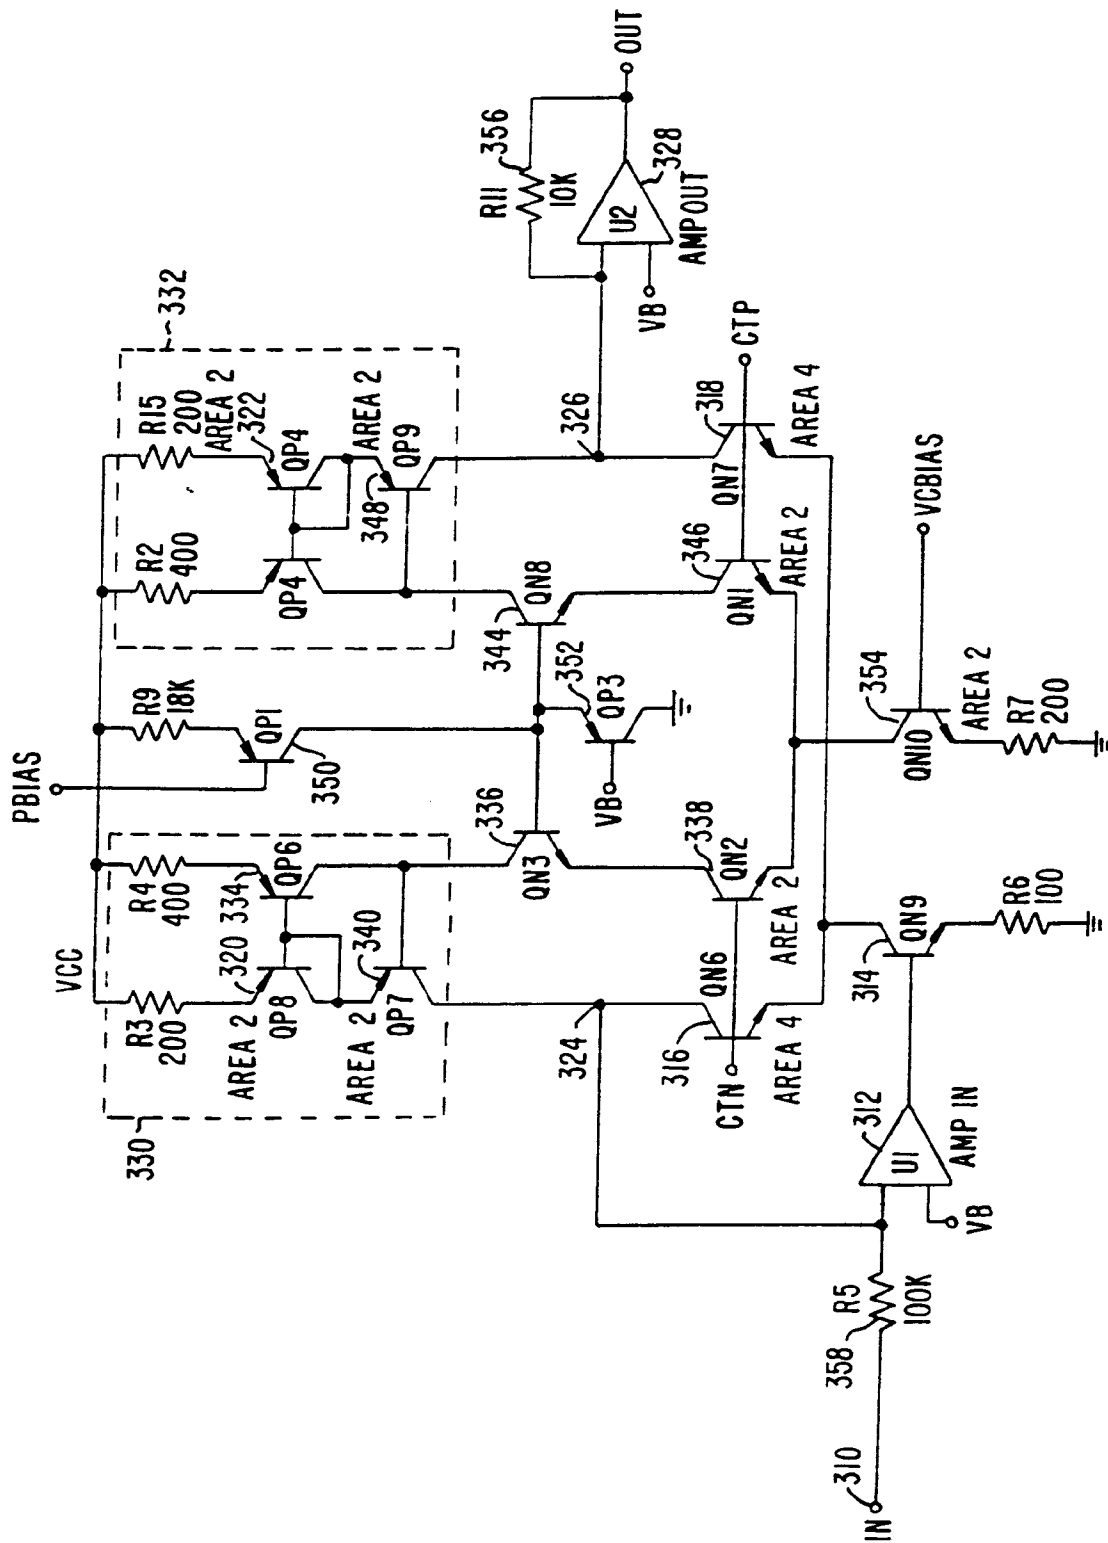 PBIAS
VCC
R3
200
R4
400
R9
18K
R2
400
R15
200
AREA 2
332
330
AREA 2
320
QP8
334
QP6
QP1
350
QP4
322
QP4
AREA 2
340
QP7
AREA 2
348
QP9
R11
10K
356
U2
328
AMPOUT
VB
OUT
324
336
QN3
VB
352
QP3
344
QN8
326
CTN
316
QN6
AREA 4
338
QN2
AREA 2
346
QN1
AREA 2
QN7
318
AREA 4
CTP
IN
310
358
R5
100K
VB
U1
312
AMP IN
314
QN9
R6
100
354
QN10
AREA 2
R7
200
VCBIAS